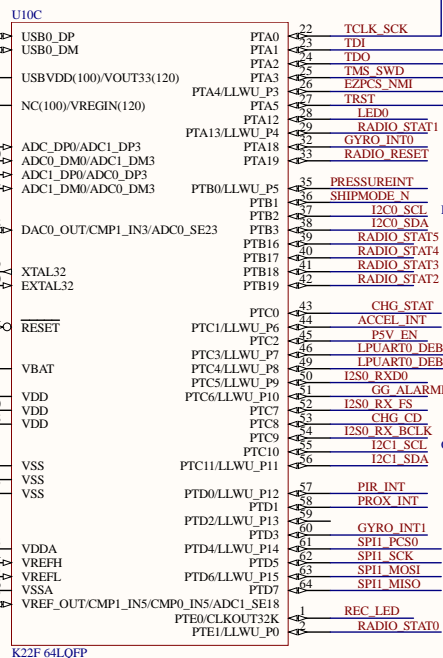 U10C
USB0_DP PTA0 22 TCLK_SCK
USB0_DM PTA1 23 TDI
PTA2 24 TDO
USBVDD(100)/VOUT33(120) PTA3 25 TMS_SWD
PTA4/LLWU_P3 26 EZPCS_NMI
NC(100)/VREGIN(120) PTA5 27 TRST
PTA12 28 LED0
PTA13/LLWU_P4 29 RADIO_STAT1
ADC_DP0/ADC1_DP3 PTA18 32 GYRO_INT0
ADC0_DM0/ADC1_DM3 PTA19 33 RADIO_RESET
ADC1_DP0/ADC0_DP3
ADC1_DM0/ADC0_DM3 PTB0/LLWU_P5 35 PRESSUREINT
PTB1 36 SHIPMODE_N
PTB2 37 I2C0_SCL
DAC0_OUT/CMP1_IN3/ADC0_SE23 PTB3 38 I2C0_SDA
PTB16 39 RADIO_STAT5
PTB17 40 RADIO_STAT4
XTAL32 PTB18 41 RADIO_STAT3
EXTAL32 PTB19 42 RADIO_STAT2
PTC0 43 CHG_STAT
RESET PTC1/LLWU_P6 44 ACCEL_INT
PTC2 45 P5V_EN
PTC3/LLWU_P7 46 LPUART0_DEB
VBAT PTC4/LLWU_P8 49 LPUART0_DEB
PTC5/LLWU_P9 50 I2S0_RXD0
VDD PTC6/LLWU_P10 51 GG_ALARM
VDD PTC7 52 I2S0_RX_FS
VDD PTC8 53 CHG_CD
PTC9 54 I2S0_RX_BCLK
PTC10 55 I2C1_SCL
VSS PTC11/LLWU_P11 56 I2C1_SDA
VSS
VSS PTD0/LLWU_P12 57 PIR_INT
PTD1 58 PROX_INT
PTD2/LLWU_P13 59
PTD3 60 GYRO_INT1
VDDA PTD4/LLWU_P14 61 SPI1_PCS0
VREFH PTD5 62 SPI1_SCK
VREFL PTD6/LLWU_P15 63 SPI1_MOSI
VSSA PTD7 64 SPI1_MISO
VREF_OUT/CMP1_IN5/CMP0_IN5/ADC1_SE18
PTE0/CLKOUT32K 1 REC_LED
PTE1/LLWU_P0 2 RADIO_STAT0
K22F 64LQFP